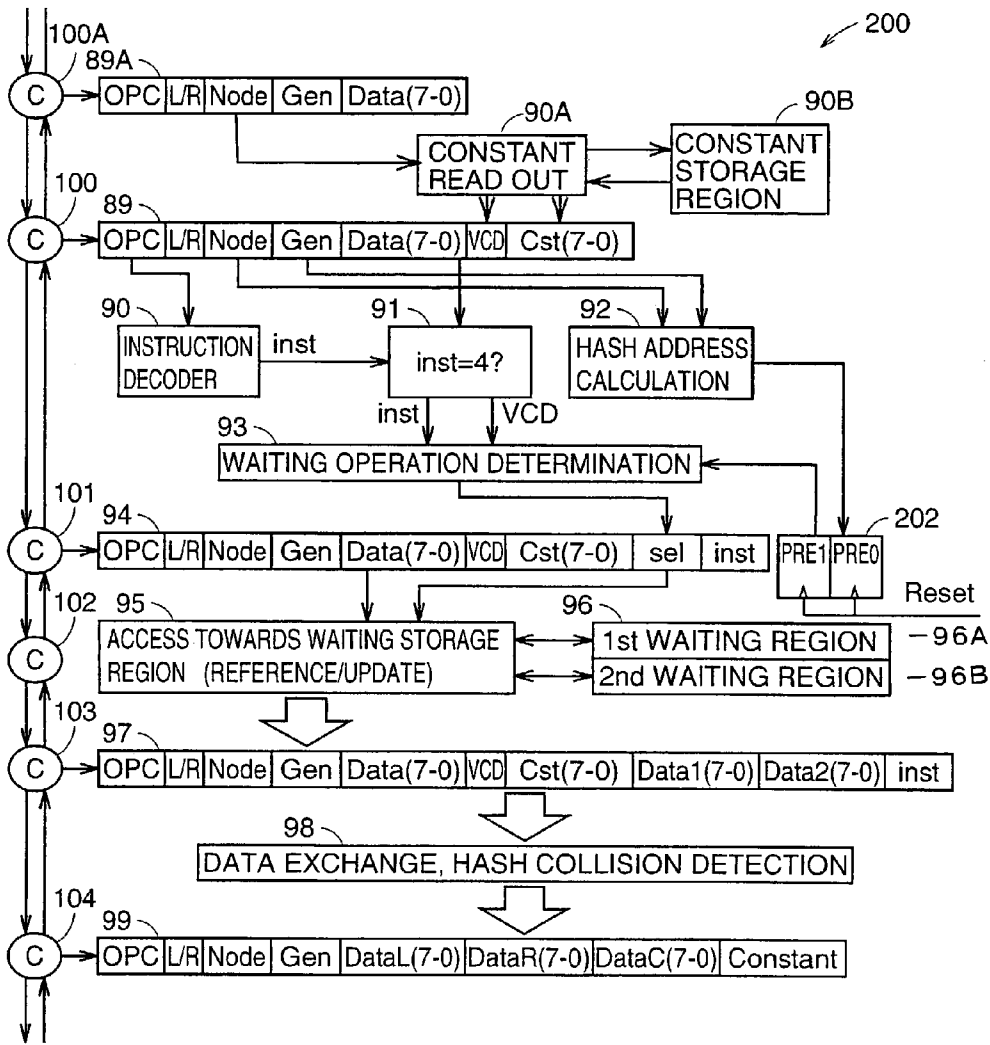 200
100A
89A
C
OPC L/R Node Gen Data(7-0)
90A
90B
CONSTANT
READ OUT
CONSTANT
STORAGE
REGION
100
89
C
OPC L/R Node Gen Data(7-0) VCD Cst(7-0)
90
91
92
INSTRUCTION
DECODER
inst
inst=4?
HASH ADDRESS
CALCULATION
inst
VCD
93
WAITING OPERATION DETERMINATION
101
94
202
C
OPC L/R Node Gen Data(7-0) VCD Cst(7-0) sel inst
PRE1 PRE0
Reset
102
95
96
C
ACCESS TOWARDS WAITING STORAGE
REGION (REFERENCE/UPDATE)
1st WAITING REGION
-96A
2nd WAITING REGION
-96B
103
97
C
OPC L/R Node Gen Data(7-0) VCD Cst(7-0) Data1(7-0) Data2(7-0) inst
98
DATA EXCHANGE, HASH COLLISION DETECTION
104
99
C
OPC L/R Node Gen DataL(7-0) DataR(7-0) DataC(7-0) Constant